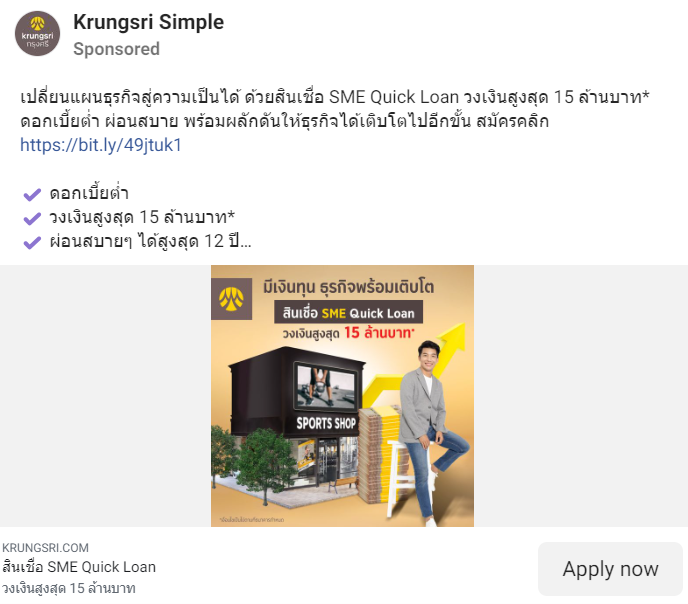 krungsri
กรุงศรี
Krungsri Simple
Sponsored
เปลี่ยนแผนธุรกิจสู่ความเป็นได้ ด้วยสินเชื่อ SME Quick Loan วงเงินสูงสุด 15 ล้านบาท*
ดอกเบี้ยต่ำ ผ่อนสบาย พร้อมผลักดันให้ธุรกิจได้เติบโตไปอีกขั้น สมัครคลิก
https://bit.ly/49jtuk1
ดอกเบี้ยต่ำ
วงเงินสูงสุด 15 ล้านบาท*
ผ่อนสบายๆ ได้สูงสุด 12 ปี...
มีเงินทุน ธุรกิจพร้อมเติบโต
สินเชื่อ SME Quick Loan
วงเงินสูงสุด 15 ล้านบาท*
SPORTS SHOP
KRUNGSRI.COM
สินเชื่อ SME Quick Loan
วงเงินสูงสุด 15 ล้านบาท
Apply now